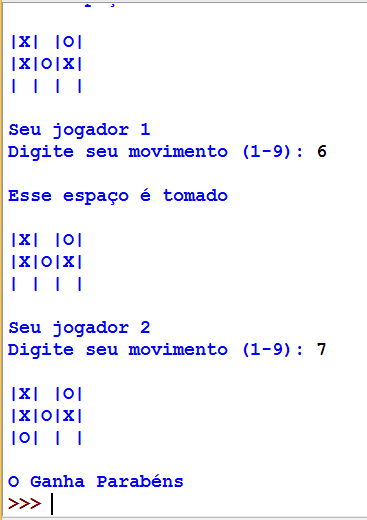 |X| |O|
|X|O|X|
| | | |
Seu jogador 1
Digite seu movimento (1-9): 6
Esse espaço é tomado
|X| |O|
|X|O|X|
| | | |
Seu jogador 2
Digite seu movimento (1-9): 7
|X| |O|
|X|O|X|
|O| | |
O Ganha Parabéns
>>>